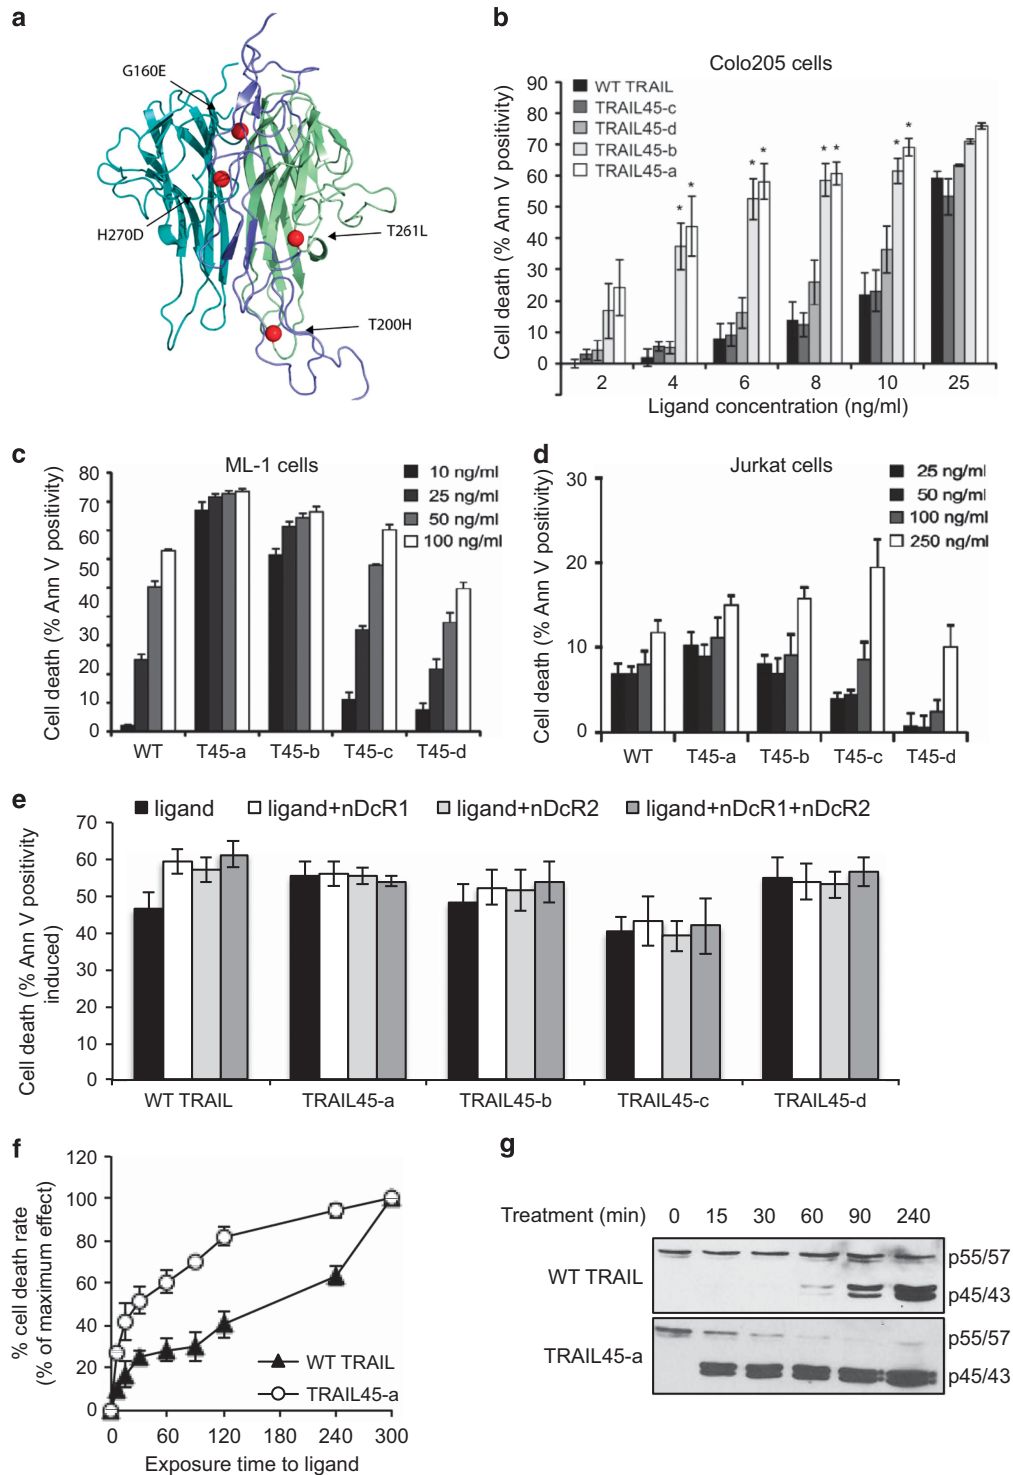 a
G160E
H270D
T261L
T200H
b
Colo205 cells
Cell death (% Ann V positivity)
90
80
70
60
50
40
30
20
10
0
WT TRAIL
TRAIL45-c
TRAIL45-d
TRAIL45-b
TRAIL45-a
* * * * * * * *
2 4 6 8 10 25
Ligand concentration (ng/ml)
c
ML-1 cells
Cell death (% Ann V positivity)
80
70
60
50
40
30
20
10
0
10 ng/ml
25 ng/ml
50 ng/ml
100 ng/ml
WT T45-a T45-b T45-c T45-d
d
Jurkat cells
Cell death (% Ann V positivity)
30
20
10
0
25 ng/ml
50 ng/ml
100 ng/ml
250 ng/ml
WT T45-a T45-b T45-c T45-d
e
ligand ligand+nDcR1 ligand+nDcR2 ligand+nDcR1+nDcR2
Cell death (% Ann V positivity
induced)
70
60
50
40
30
20
10
0
WT TRAIL TRAIL45-a TRAIL45-b TRAIL45-c TRAIL45-d
f
% cell death rate
(% of maximum effect)
120
100
80
60
40
20
0
WT TRAIL
TRAIL45-a
0 60 120 180 240 300
Exposure time to ligand
g
Treatment (min) 0 15 30 60 90 240
WT TRAIL
p55/57
p45/43
TRAIL45-a
p55/57
p45/43